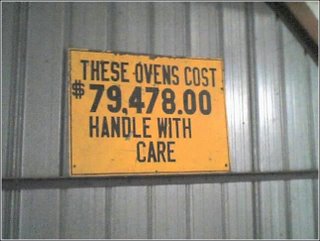 THESE OVENS COST
$79,478.00
HANDLE WITH
CARE